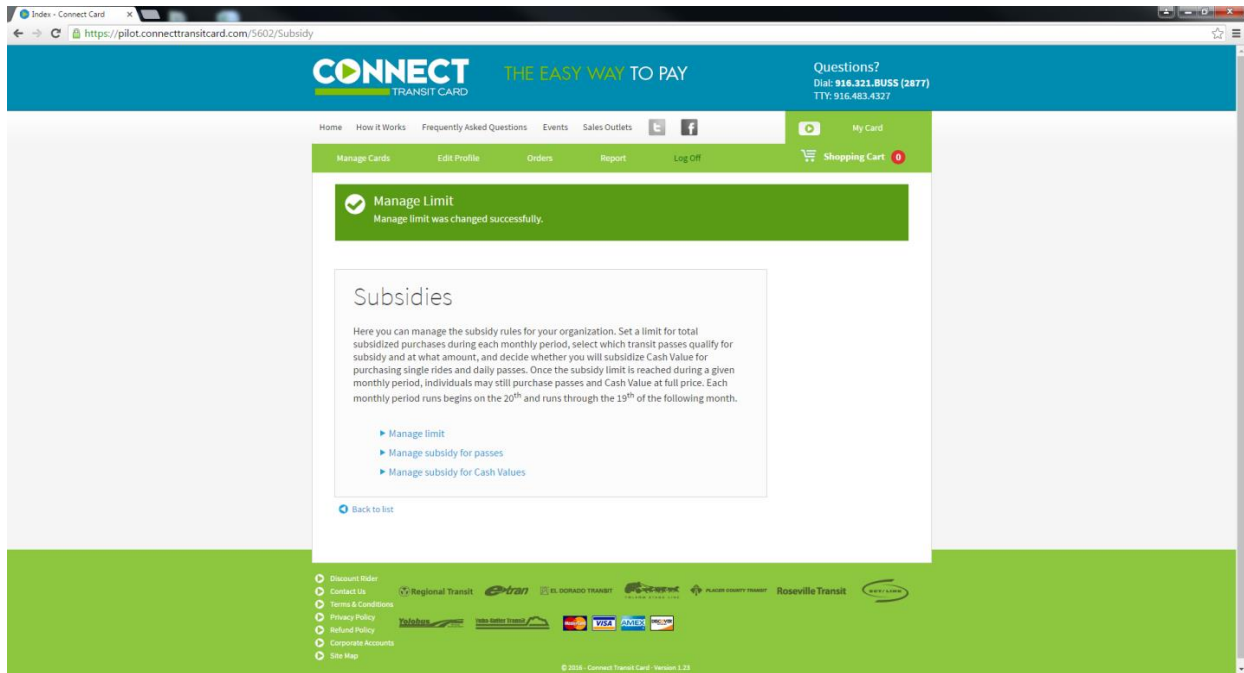 Index - Connect Card
https://pilot.connecttransitcard.com/5602/Subsidy
CONNECT
TRANSIT CARD
THE EASY WAY TO PAY
Questions?
Dial: 916.321.BUSS (2877)
TTY: 916.483.4327
Home How it Works Frequently Asked Questions Events Sales Outlets
My Card
Manage Cards Edit Profile Orders Report Log Off
Shopping Cart 0
Manage Limit
Manage limit was changed successfully.
Subsidies
Here you can manage the subsidy rules for your organization. Set a limit for total
subsidized purchases during each monthly period, select which transit passes qualify for
subsidy and at what amount, and decide whether you will subsidize Cash Value for
purchasing single rides and daily passes. Once the subsidy limit is reached during a given
monthly period, individuals may still purchase passes and Cash Value at full price. Each
monthly period runs begins on the 20th and runs through the 19th of the following month.
Manage limit
Manage subsidy for passes
Manage subsidy for Cash Values
Back to list
Discount Rider
Contact Us
Terms & Conditions
Privacy Policy
Refund Policy
Corporate Accounts
Site Map
Regional Transit etran EL DORADO TRANSIT PLACER COUNTY TRANSIT Roseville Transit
Yolobus Yuba-Sutter Transit MasterCard VISA AMEX DISCOVER
© 2016 - Connect Transit Card - Version 1.23